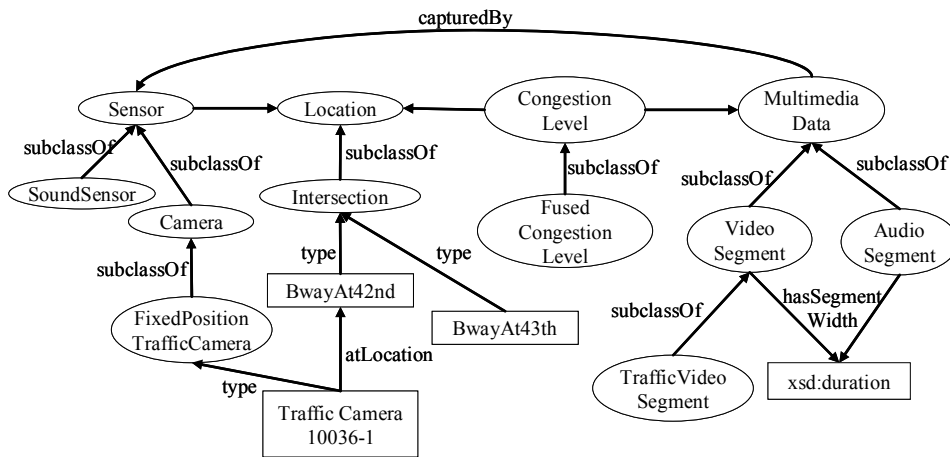 capturedBy
Sensor
Location
Congestion
Level
Multimedia
Data
subclassOf
subclassOf
subclassOf
subclassOf
subclassOf
subclassOf
SoundSensor
Camera
Intersection
Fused
Congestion
Level
Video
Segment
Audio
Segment
subclassOf
type
type
BwayAt42nd
BwayAt43th
subclassOf
hasSegment
Width
FixedPosition
TrafficCamera
atLocation
type
Traffic Camera
10036-1
TrafficVideo
Segment
xsd:duration